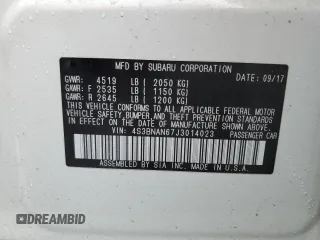 MFD BY SUBARU CORPORATION
GVWR: 4519 LB ( 2050 KG) DATE: 09/17
GAWR: F 2535 LB ( 1150 KG)
GAWR: R 2645 LB ( 1200 KG)
THIS VEHICLE CONFORMS TO ALL APPLICABLE FEDERAL MOTOR
VEHICLE SAFETY, BUMPER, AND THEFT PREVENTION STANDARDS
IN EFFECT ON THE DATE OF MANUFACTURE SHOWN ABOVE.
VIN: 4S3BNAN67J3014023
PASSENGER CAR
ASSEMBLED BY SIA INC. MADE IN U.S.A.
© DREAMBID
DREAMBID.COM